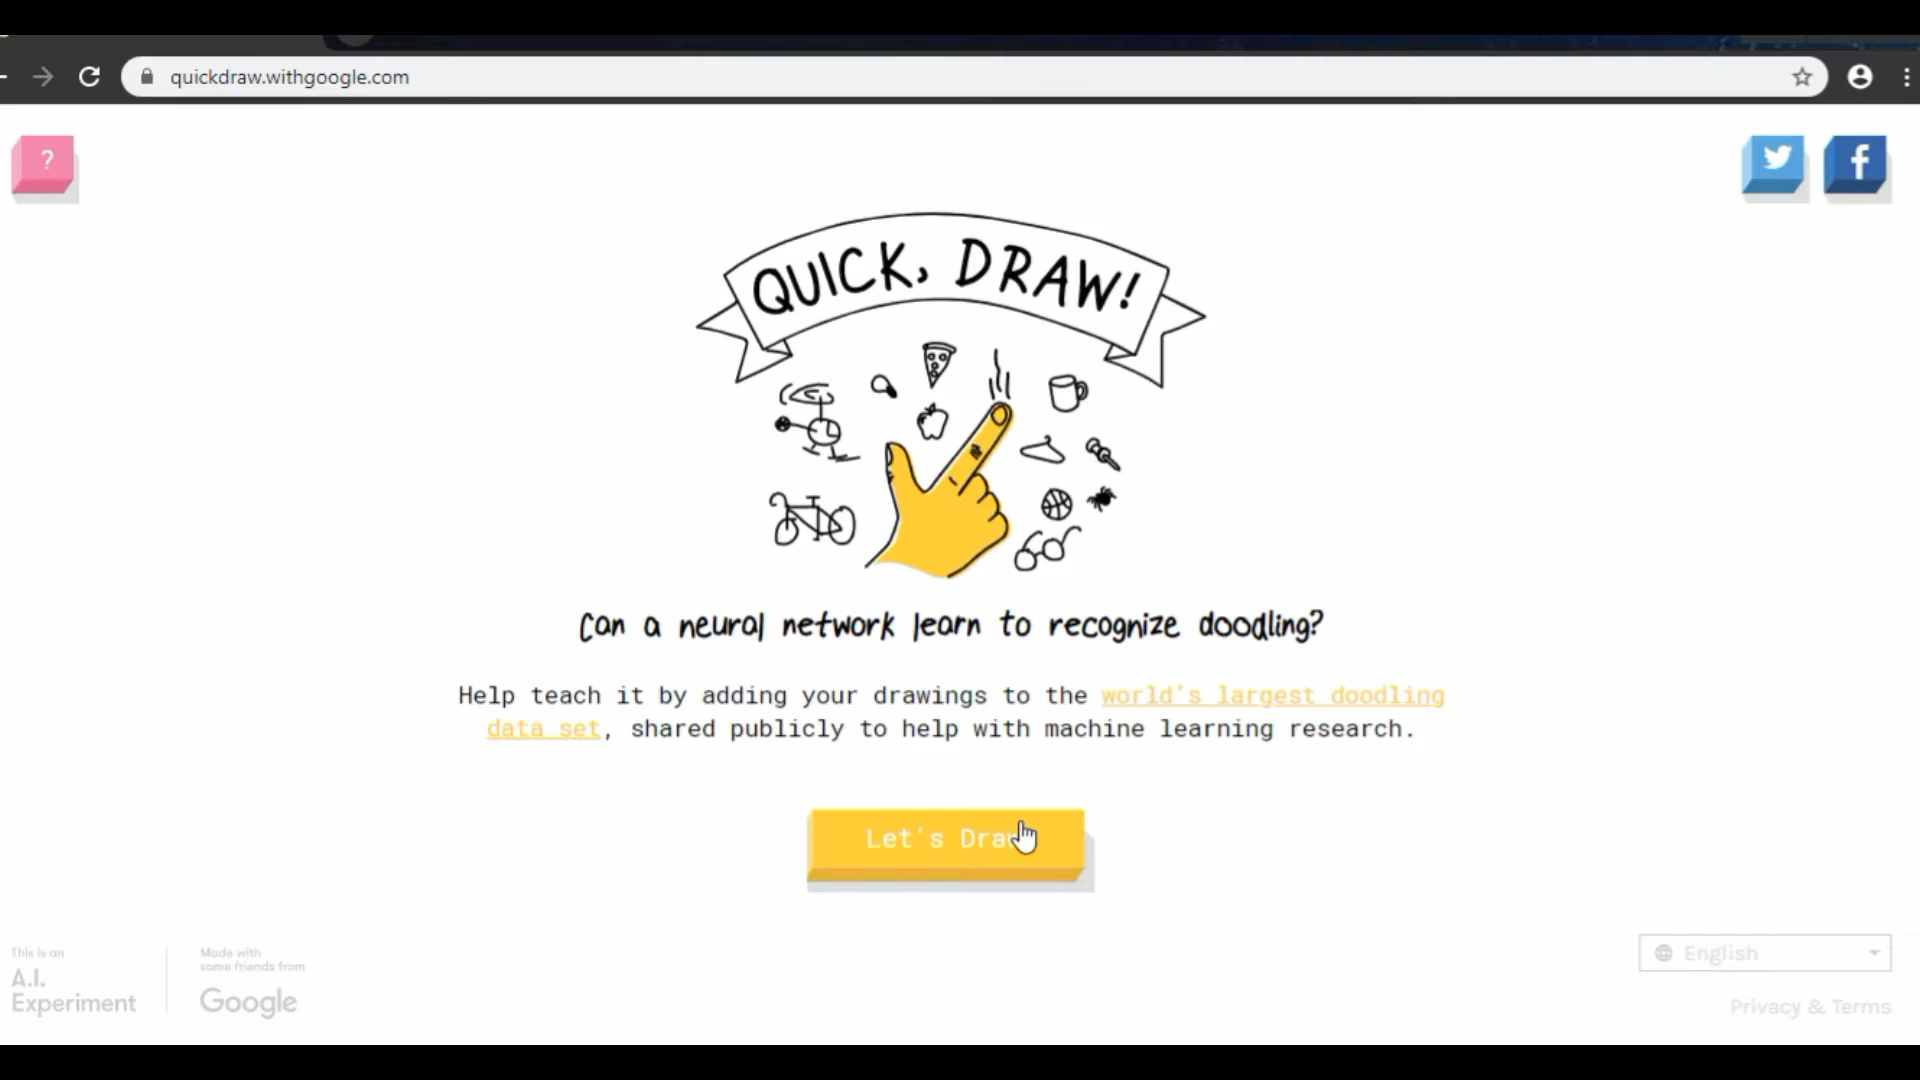 quickdraw.withgoogle.com
?
QUICK, DRAW!
Can a neural network learn to recognize doodling?
Help teach it by adding your drawings to the world's largest doodling
data set, shared publicly to help with machine learning research.
Let's Draw
This is an
A.I.
Experiment
Made with
some friends from
Google
English
Privacy & Terms